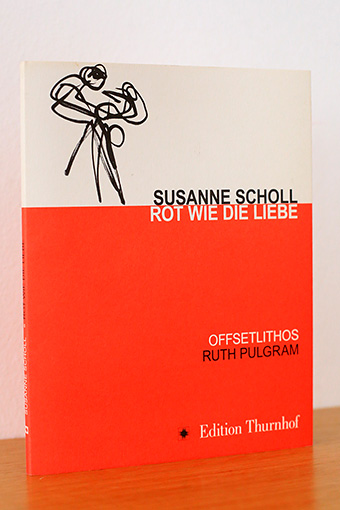 SUSANNE SCHOLL
ROT WIE DIE LIEBE
OFFSETLITHOS
RUTH PULGRAM
Edition Thurnhof